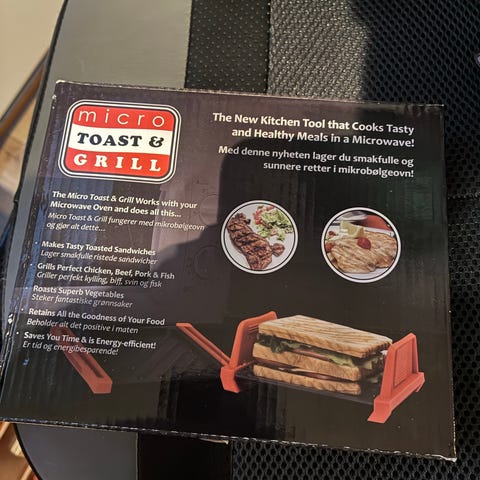 micro
TOAST &
GRILL
The New Kitchen Tool that Cooks Tasty
and Healthy Meals in a Microwave!
Med denne nyheten lager du smakfulle og
sunnere retter i mikrobølgeovn!
The Micro Toast & Grill Works with your
Microwave Oven and does all this...
Micro Toast & Grill fungerer med mikrobølgeovn
og gjør alt dette...
· Makes Tasty Toasted Sandwiches
Lager smakfulle ristede sandwicher
· Grills Perfect Chicken, Beef, Pork & Fish
Griller perfekt kylling, biff, svin og fisk
· Roasts Superb Vegetables
Steker fantastiske grønnsaker
· Retains All the Goodness of Your Food
Beholder alt det positive i maten
· Saves You Time & is Energy-efficient!
Er tid og energibesparende!